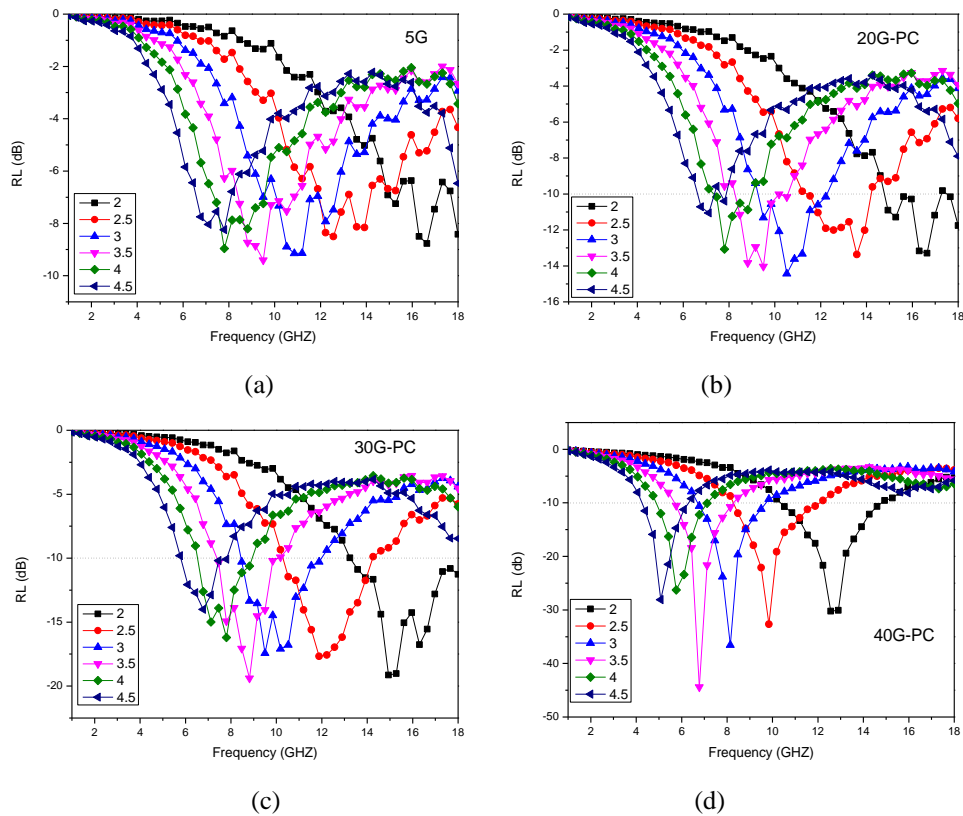 5G
RL (dB)
0
-2
-4
-6
-8
-10
2
2.5
3
3.5
4
4.5
2 4 6 8 10 12 14 16 18
Frequency (GHZ)
(a)
20G-PC
RL (dB)
0
-2
-4
-6
-8
-10
-12
-14
-16
2
2.5
3
3.5
4
4.5
2 4 6 8 10 12 14 16 18
Frequency (GHZ)
(b)
30G-PC
RL (dB)
0
-5
-10
-15
-20
2
2.5
3
3.5
4
4.5
2 4 6 8 10 12 14 16 18
Frequency (GHZ)
(c)
40G-PC
RL (db)
0
-10
-20
-30
-40
-50
2
2.5
3
3.5
4
4.5
2 4 6 8 10 12 14 16 18
Frequency (GHZ)
(d)